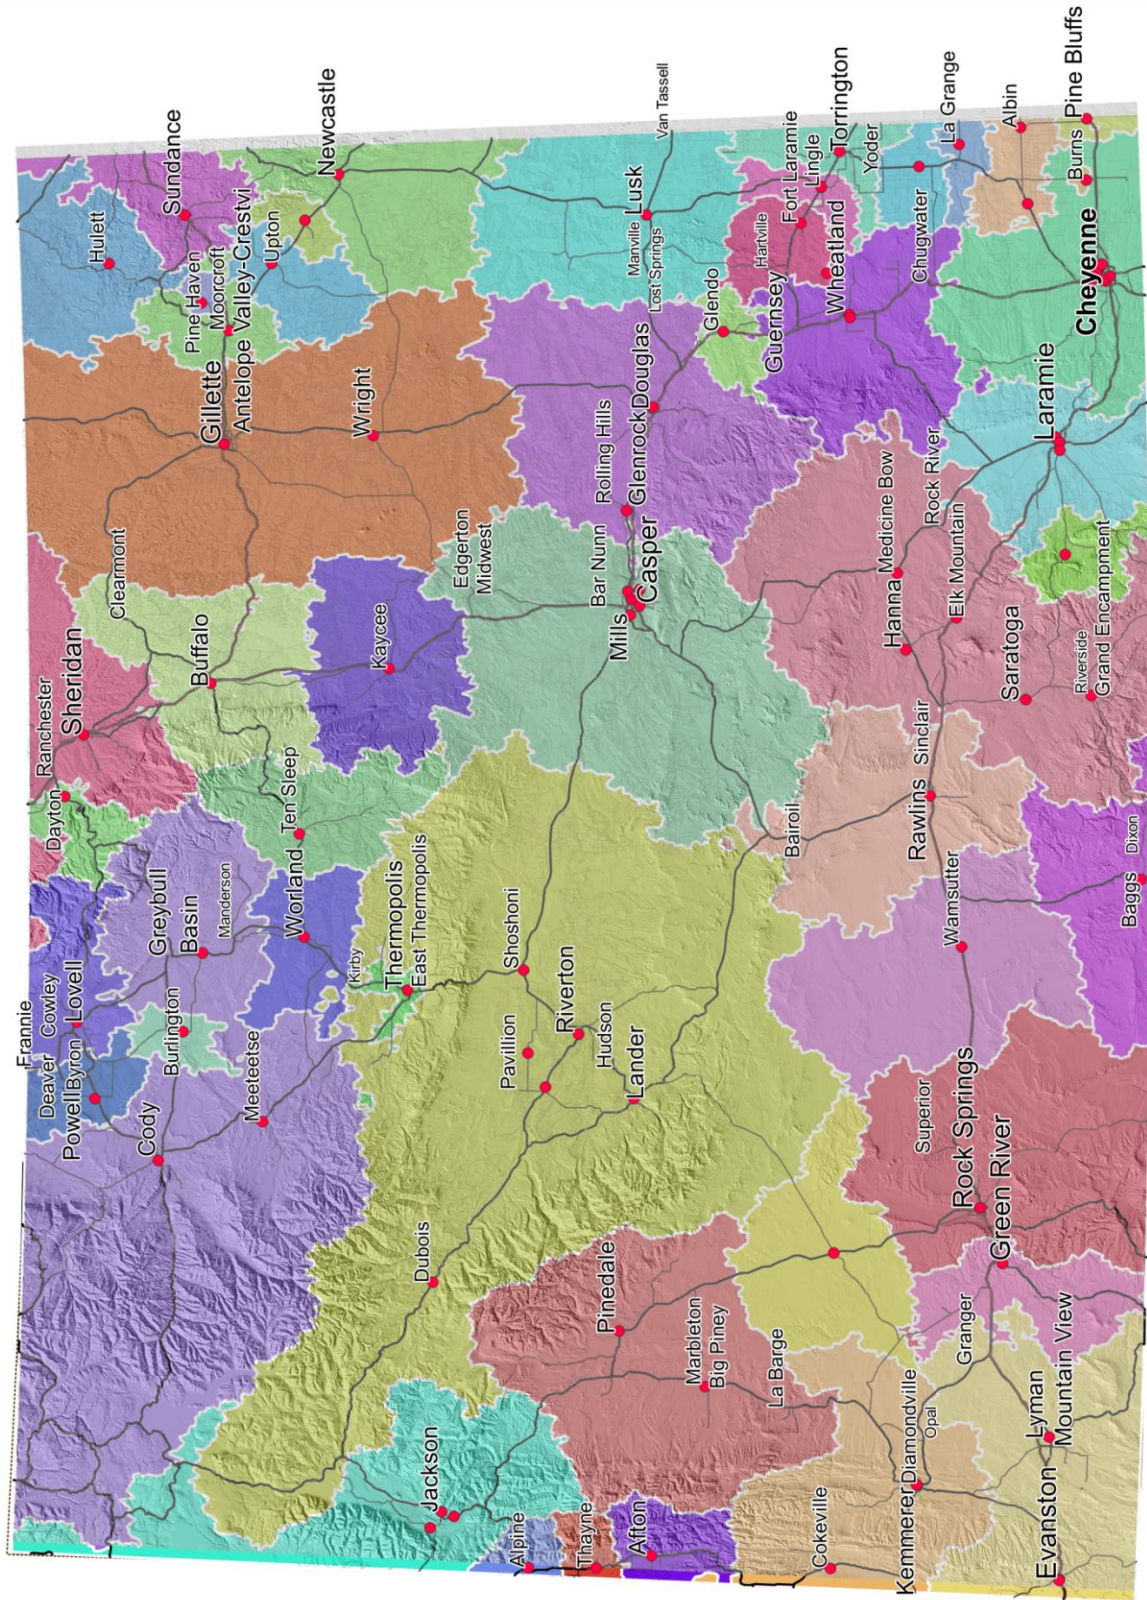 Frannie
Deaver
Cowley
Dayton
Ranchester
Powell
Byron
Lovell
Sheridan
Hulett
Clearmont
Cody
Burlington
Greybull
Basin
Buffalo
Gillette
Antelope Valley-Crestvi
Pine Haven
Moorcroft
Sundance
Manderson
Meeteetse
Worland
Ten Sleep
Upton
Newcastle
Kirby
Thermopolis
East Thermopolis
Kaycee
Wright
Dubois
Jackson
Edgerton
Midwest
Shoshoni
Pavillion
Alpine
Riverton
Thayne
Hudson
Pinedale
Lander
Bar Nunn
Rolling Hills
Mills
Casper
Glenrock
Douglas
Afton
Manville
Lusk
Lost Springs
Van Tassell
Marbleton
Big Piney
Glendo
La Barge
Guernsey
Hartville
Fort Laramie
Lingle
Torrington
Bairoil
Cokeville
Wheatland
Yoder
Medicine Bow
Hanna
Kemmerer
Diamondville
Opal
Superior
Rawlins
Sinclair
Rock River
Chugwater
La Grange
Wamsutter
Elk Mountain
Granger
Rock Springs
Green River
Saratoga
Albin
Evanston
Lyman
Mountain View
Laramie
Riverside
Grand Encampment
Cheyenne
Burns
Pine Bluffs
Baggs
Dixon